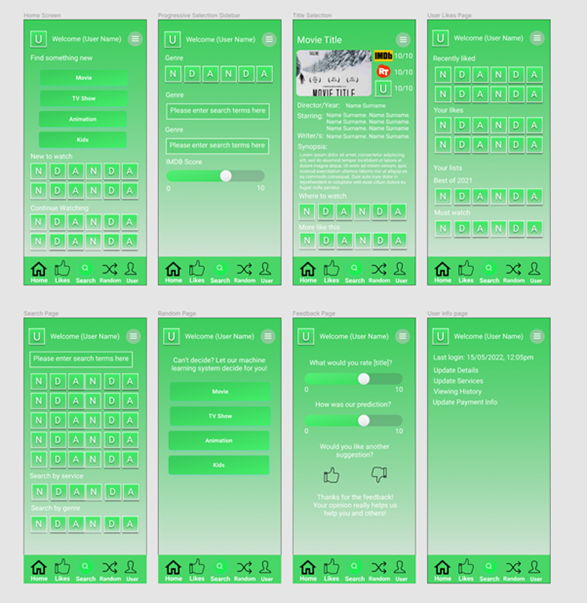 Home Screen
U Welcome (User Name)
Find something new
Movie
TV Show
Animation
Kids
New to watch
N D A N D A
N D A N D A
Continue Watching
N D A N D A
N D A N D A
Home Likes Search Random User
Progressive Selection Sidebar
U Welcome (User Name)
Genre
N D A N D A
Genre
Please enter search terms here
Genre
Please enter search terms here
IMDB Score
0 10
Home Likes Search Random User
Title Selection
Movie Title
IMDb 10/10
RT 10/10
U 10/10
MOVIE TITLE
Director/Year: Name Surname
Starring: Name Surname, Name Surname,
Name Surname, Name Surname,
Name Surname, Name Surname
Writer/s: Name Surname, Name Surname
Synopsis:
Where to watch
N D A N D A
More like this
N D A N D A
Home Likes Search Random User
User Likes Page
U Welcome (User Name)
Recently liked
N D A N D A
N D A N D A
Your likes
N D A N D A
N D A N D A
Your lists
Best of 2021
N D A N D A
Must watch
N D A N D A
Home Likes Search Random User
Search Page
U Welcome (User Name)
Please enter search terms here
N D A N D A
N D A N D A
N D A N D A
N D A N D A
N D A N D A
Search by service
N D A N D A
Search by genre
N D A N D A
Home Likes Search Random User
Random Page
U Welcome (User Name)
Can't decide? Let our machine
learning system decide for you!
Movie
TV Show
Animation
Kids
Home Likes Search Random User
Feedback Page
U Welcome (User Name)
What would you rate [title]?
0 10
How was our prediction?
0 10
Would you like another
suggestion?
Thanks for the feedback!
Your opinion really helps us
help you and others!
Home Likes Search Random User
User Info page
U Welcome (User Name)
Last login: 15/05/2022, 12:05pm
Update Details
Update Services
Viewing History
Update Payment Info
Home Likes Search Random User